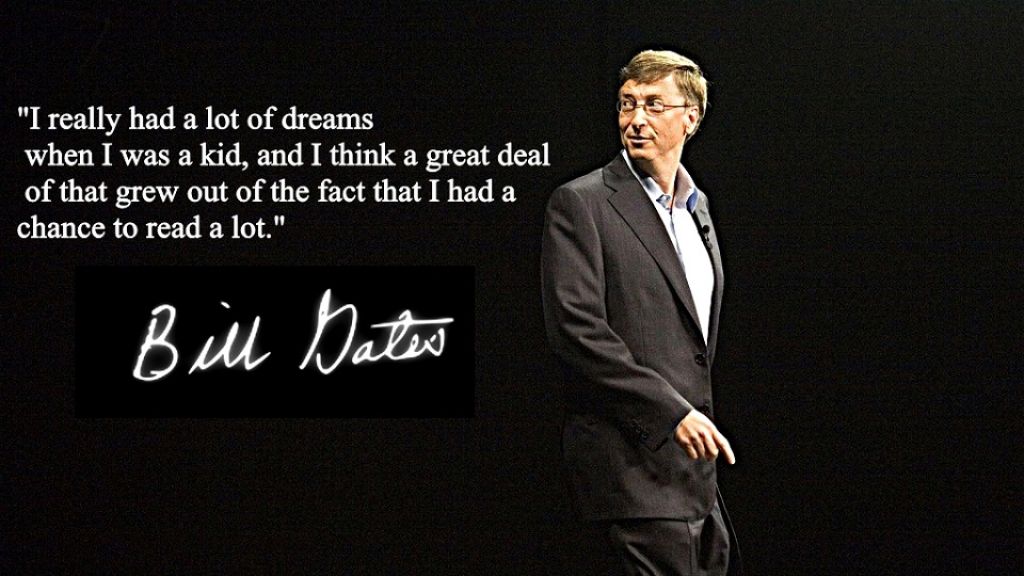 "I really had a lot of dreams
when I was a kid, and I think a great deal
of that grew out of the fact that I had a
chance to read a lot."
Bill Gates